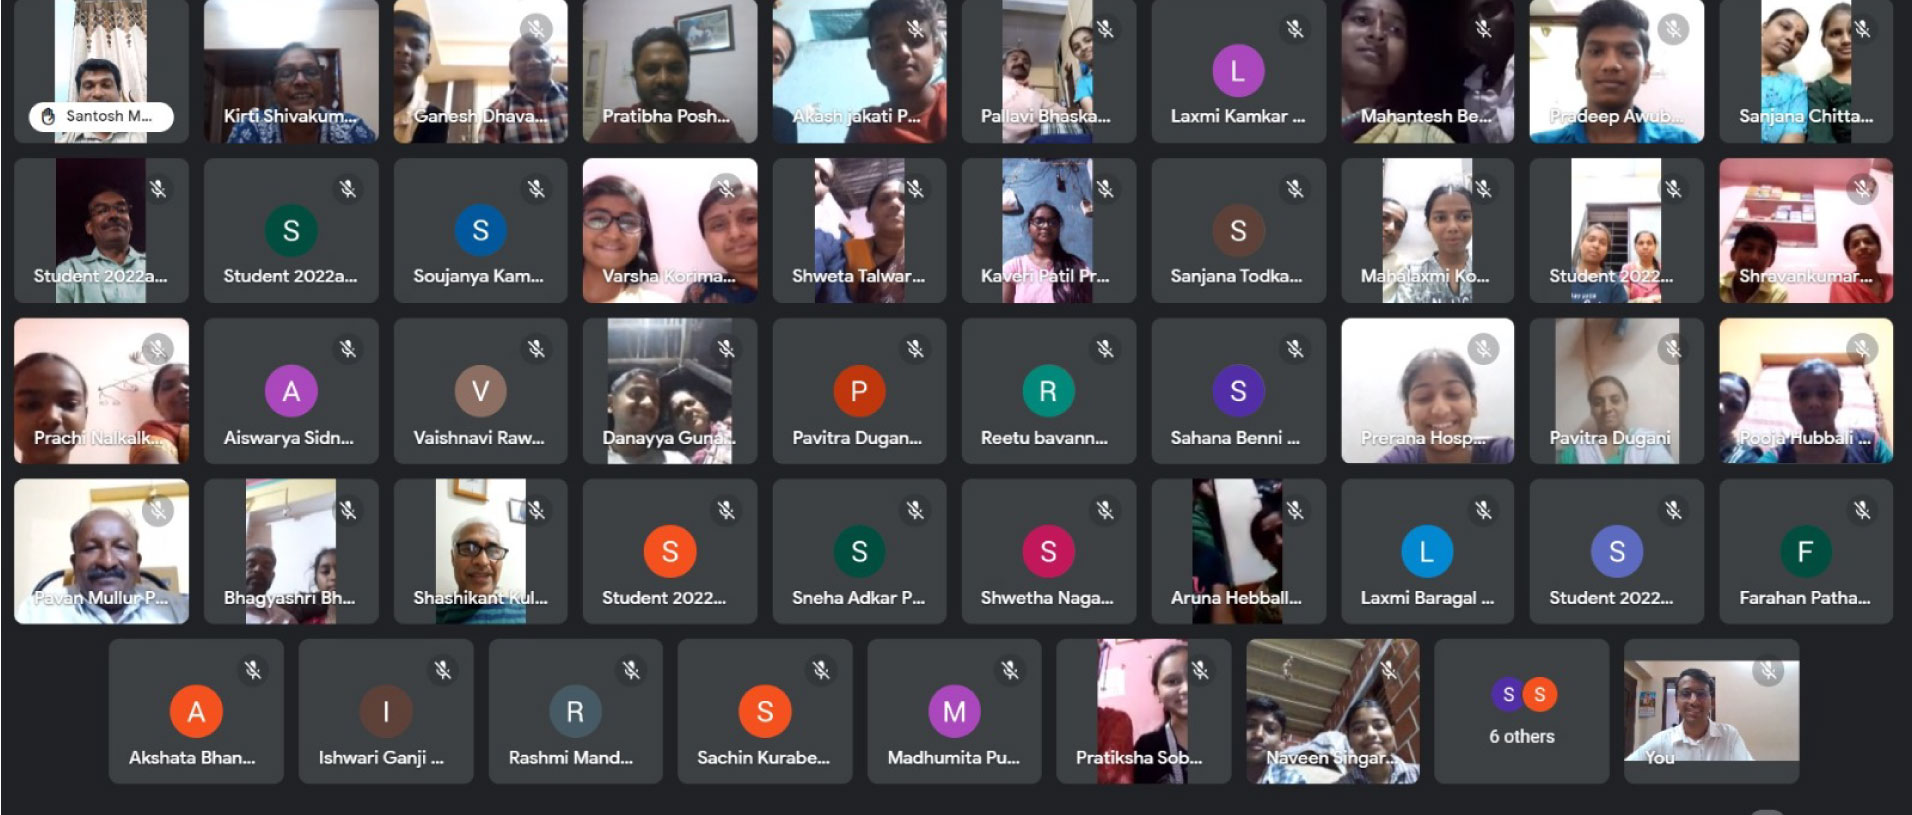 Santosh M...
Kirti Shivakum...
Ganesh Dhava...
Pratibha Posh...
Akash jakati P...
Pallavi Bhaska...
L
Laxmi Kamkar ...
Mahantesh Be...
Pradeep Awub...
Sanjana Chitta...
Student 2022a...
S
Student 2022a...
S
Soujanya Kam...
Varsha Korima...
Shweta Talwar...
Kaveri Patil Pr...
S
Sanjana Todka...
Mahalaxmi Ko...
Student 2022...
Shravankumar...
Prachi Nalkalk...
A
Aiswarya Sidn...
V
Vaishnavi Raw...
Danayya Guna...
P
Pavitra Dugan...
R
Reetu bavann...
S
Sahana Benni ...
Prerana Hosp...
Pavitra Dugani
Pooja Hubbali ...
Pavan Mullur P...
Bhagyashri Bh...
Shashikant Kul...
S
Student 2022...
S
Sneha Adkar P...
S
Shwetha Naga...
Aruna Hebball...
L
Laxmi Baragal ...
S
Student 2022...
F
Farahan Patha...
A
Akshata Bhan...
I
Ishwari Ganji ...
R
Rashmi Mand...
S
Sachin Kurabe...
M
Madhumita Pu...
Pratiksha Sob...
Naveen Singar...
S S
6 others
You